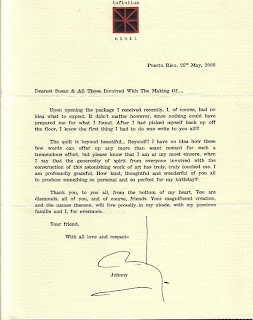 infinitum
nihil
Puerto Rico, 22nd May, 2009
Dearest Susan & All Those Involved With The Making Of...,
Upon opening the package I received recently, I, of course, had no
idea what to expect. It didn't matter however, since nothing could have
prepared me for what I found. After I had picked myself back up off
the floor, I knew the first thing I had to do was write to you all!!!
The quilt is beyond beautiful... Beyond!!! I have no idea how these
few words can offer up any more than want reward for such a
tremendous effort, but please know that I am at my most sincere, when
I say that the generosity of spirit from everyone involved with the
construction of this astonishing work of art has truly, truly touched me. I
am profoundly grateful. How kind, thoughtful and wonderful of you all
to produce something so personal and so perfect for my birthday!!!
Thank you, to you all, from the bottom of my heart. You are
diamonds, all of you, and of course, friends. Your magnificent creation,
and the names thereon, will live proudly in my abode, with my precious
familie and I, for evermore.
Your friend,
With all love and respect-
Johnny